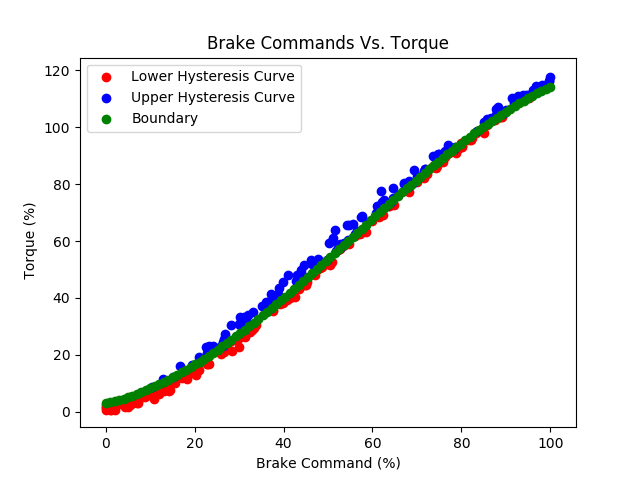 Brake Commands Vs. Torque
Lower Hysteresis Curve
Upper Hysteresis Curve
Boundary
120
100
80
60
40
20
0
Torque (%)
0 20 40 60 80 100
Brake Command (%)